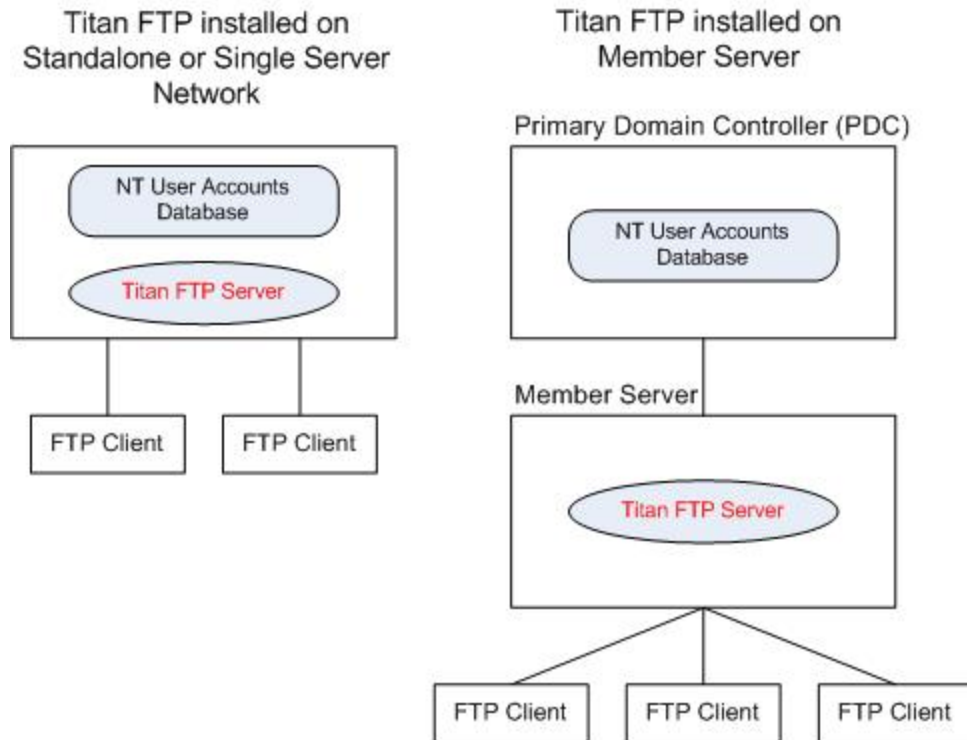 Titan FTP installed on
Standalone or Single Server
Network
NT User Accounts
Database
Titan FTP Server
FTP Client
FTP Client
Titan FTP installed on
Member Server
Primary Domain Controller (PDC)
NT User Accounts
Database
Member Server
Titan FTP Server
FTP Client
FTP Client
FTP Client